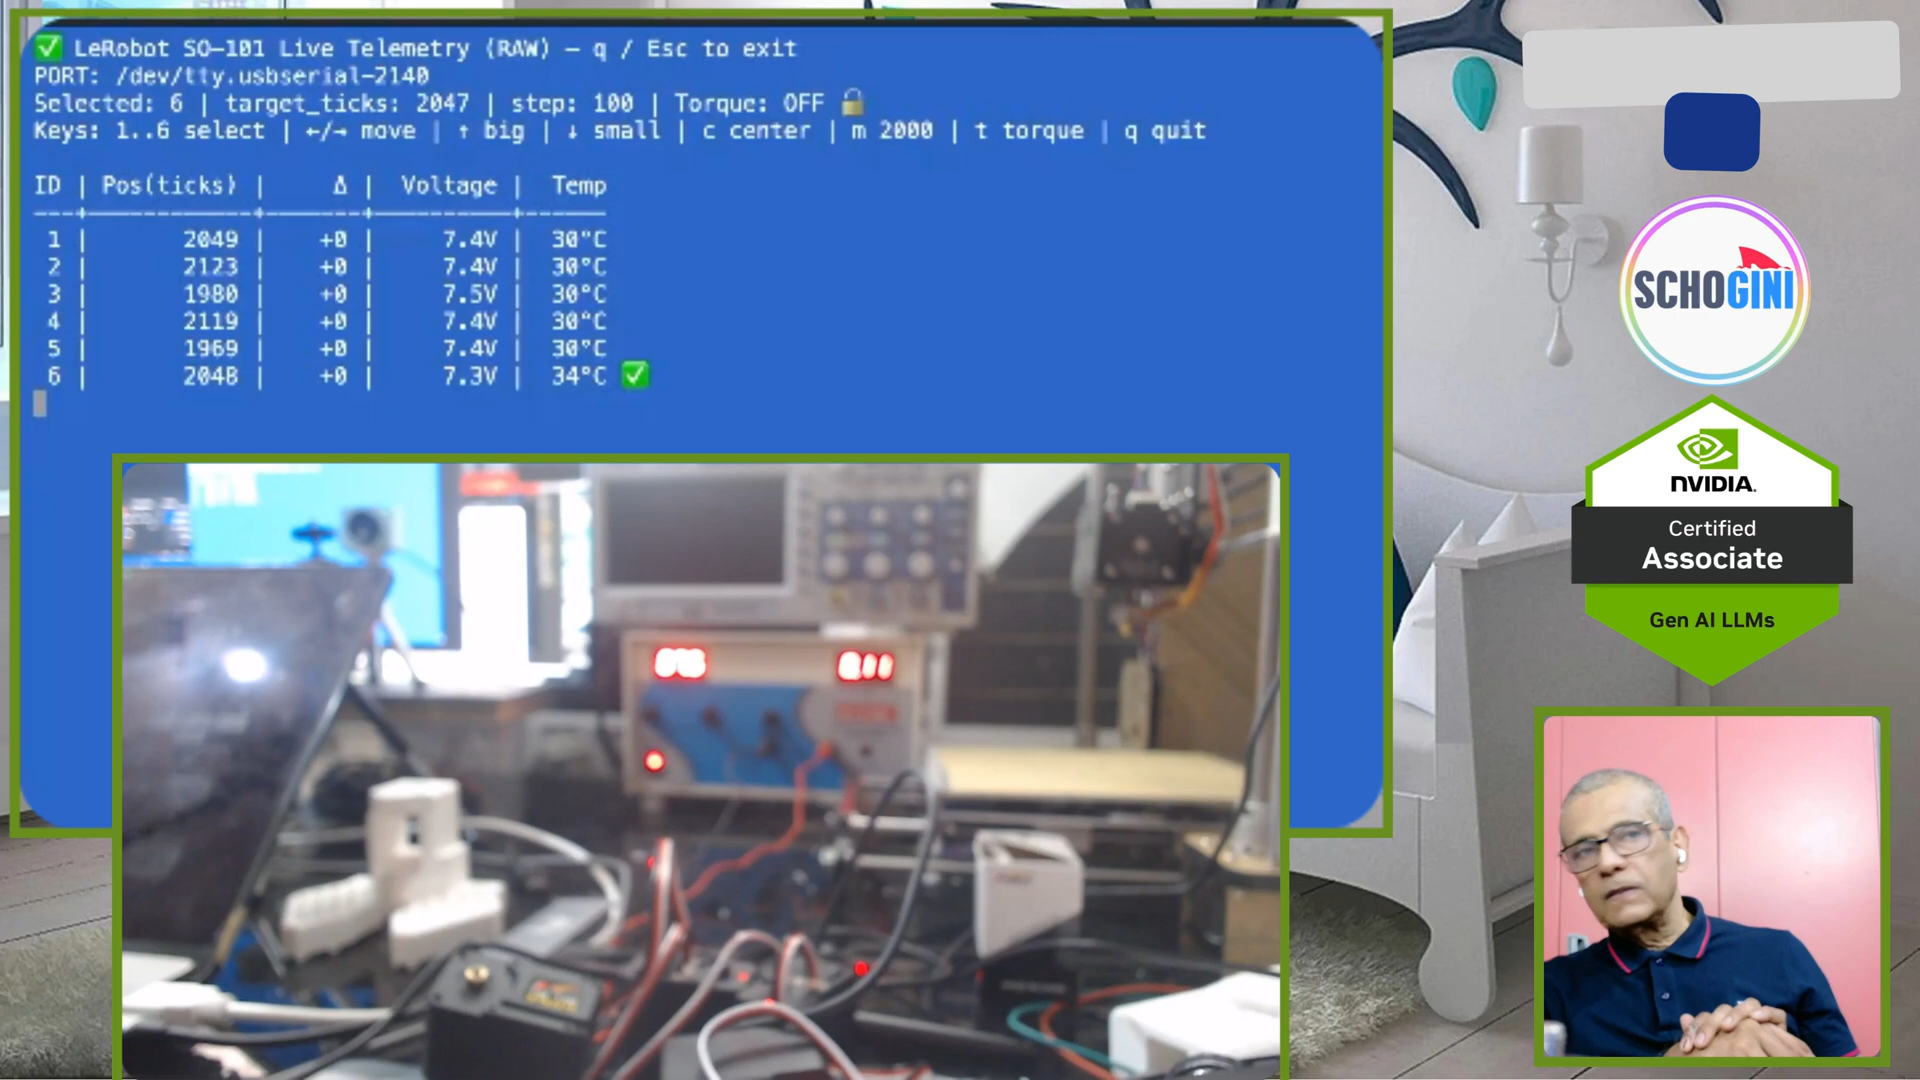 ✅ LeRobot SO-101 Live Telemetry (RAW) — q / Esc to exit
PORT: /dev/tty.usbserial-2140
Selected: 6 | target_ticks: 2047 | step: 100 | Torque: OFF 🔓
Keys: 1..6 select | ←/→ move | ↑ big | ↓ small | c center | m 2000 | t torque | q quit
ID | Pos(ticks) | Δ | Voltage | Temp
1 | 2049 | +0 | 7.4V | 30°C
2 | 2123 | +0 | 7.4V | 30°C
3 | 1980 | +0 | 7.5V | 30°C
4 | 2119 | +0 | 7.4V | 30°C
5 | 1969 | +0 | 7.4V | 30°C
6 | 2048 | +0 | 7.3V | 34°C ✅
SCHOGINI
NVIDIA.
Certified
Associate
Gen AI LLMs